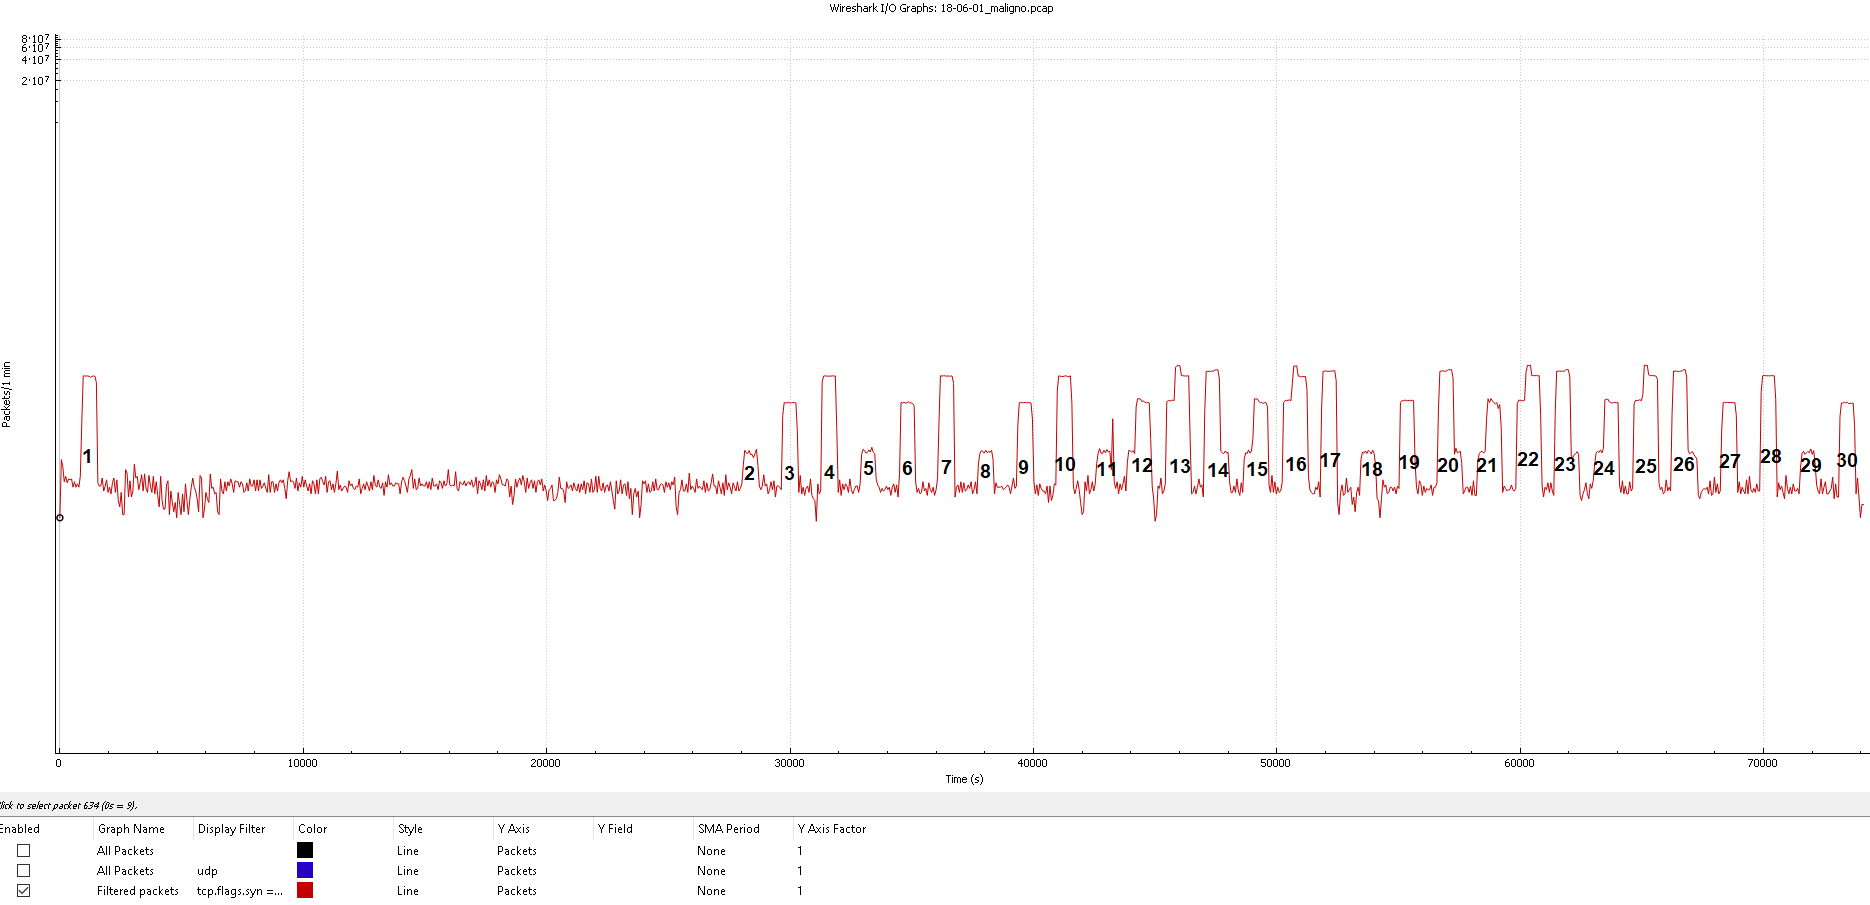 Wireshark I/O Graphs: 18-06-01_maligno.pcap
8·10⁷
6·10⁷
4·10⁷
2·10⁷
Packets/1 min
1 2 3 4 5 6 7 8 9 10 11 12 13 14 15 16 17 18 19 20 21 22 23 24 25 26 27 28 29 30
0 10000 20000 30000 40000 50000 60000 70000
Time (s)
lick to select packet 634 (0s = 9).
Enabled Graph Name Display Filter Color Style Y Axis Y Field SMA Period Y Axis Factor
All Packets Line Packets None 1
All Packets udp Line Packets None 1
Filtered packets tcp.flags.syn =... Line Packets None 1